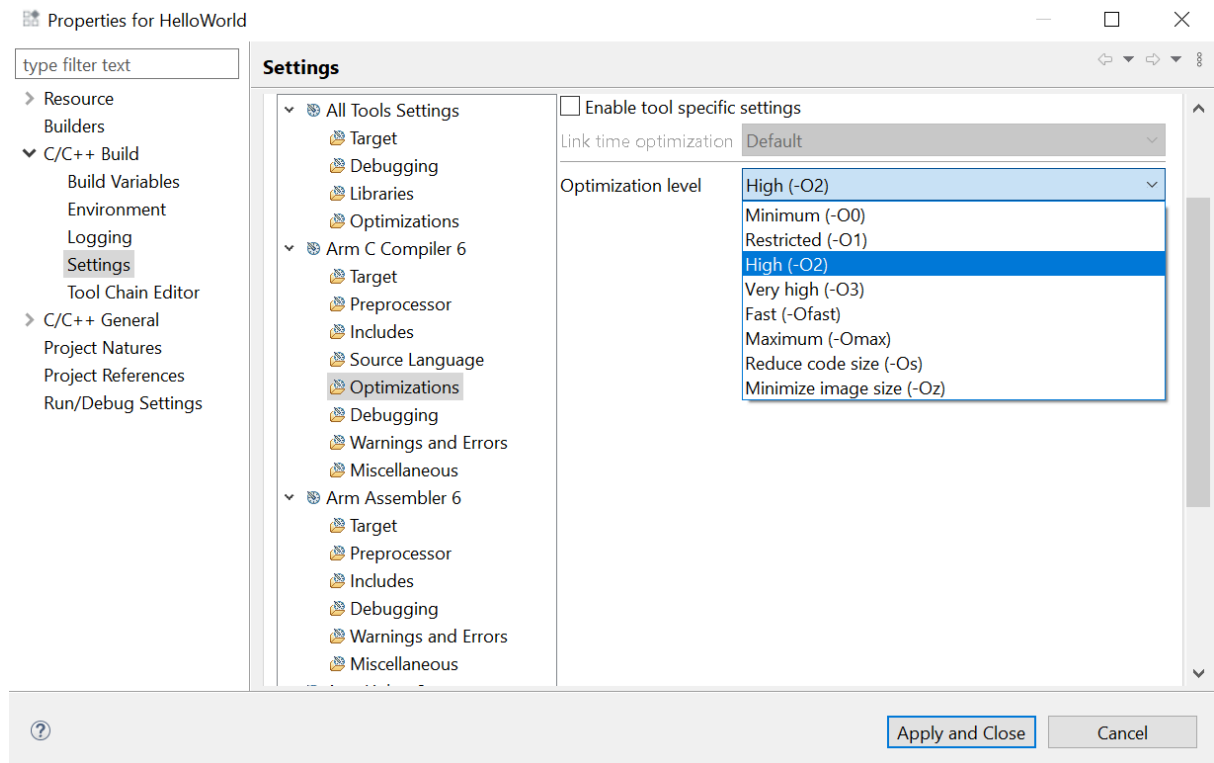 Properties for HelloWorld
type filter text
Resource
Builders
C/C++ Build
Build Variables
Environment
Logging
Settings
Tool Chain Editor
C/C++ General
Project Natures
Project References
Run/Debug Settings
Settings
All Tools Settings
Target
Debugging
Libraries
Optimizations
Arm C Compiler 6
Target
Preprocessor
Includes
Source Language
Optimizations
Debugging
Warnings and Errors
Miscellaneous
Arm Assembler 6
Target
Preprocessor
Includes
Debugging
Warnings and Errors
Miscellaneous
Enable tool specific settings
Link time optimization Default
Optimization level High (-O2)
Minimum (-O0)
Restricted (-O1)
High (-O2)
Very high (-O3)
Fast (-Ofast)
Maximum (-Omax)
Reduce code size (-Os)
Minimize image size (-Oz)
?
Apply and Close
Cancel